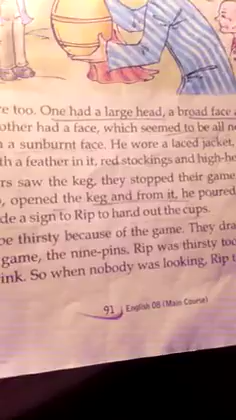 re too. One had a large head, a broad face
other had a face, which seemed to be all
a sunburnt face. He wore a laced jacket,
th a feather in it, red stockings and high-he
rs saw the keg, they stopped their game
, opened the keg and from it, he poured
de a sign to Rip to hand out the cups.
be thirsty because of the game. They dra
game, the nine-pins. Rip was thirsty too
ink. So when nobody was looking, Rip t
91 English 08 (Main Course)